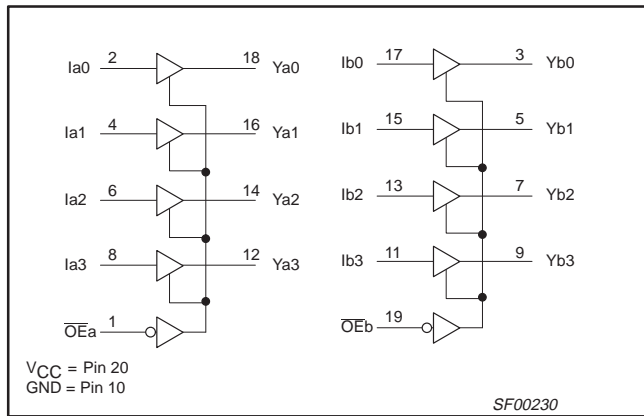 Ia0 2 18 Ya0
Ia1 4 16 Ya1
Ia2 6 14 Ya2
Ia3 8 12 Ya3
O̅E̅a 1
Ib0 17 3 Yb0
Ib1 15 5 Yb1
Ib2 13 7 Yb2
Ib3 11 9 Yb3
O̅E̅b 19
VCC = Pin 20
GND = Pin 10
SF00230